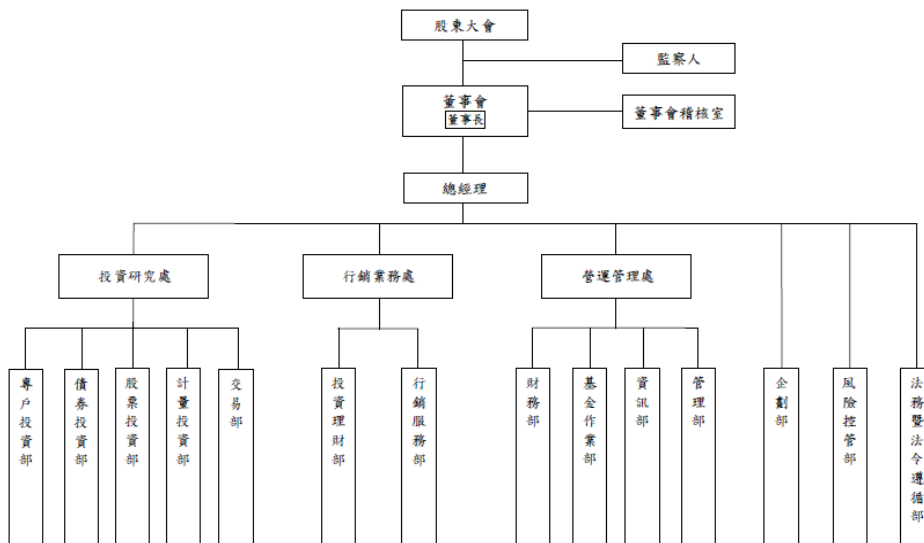 股東大會
監察人
董事會
董事長
董事會稽核室
總經理
投資研究處
行銷業務處
營運管理處
專戶投資部
債券投資部
股票投資部
計量投資部
交易部
投資理財部
行銷服務部
財務部
基金作業部
資訊部
管理部
企劃部
風險控管部
法務暨法令遵循部